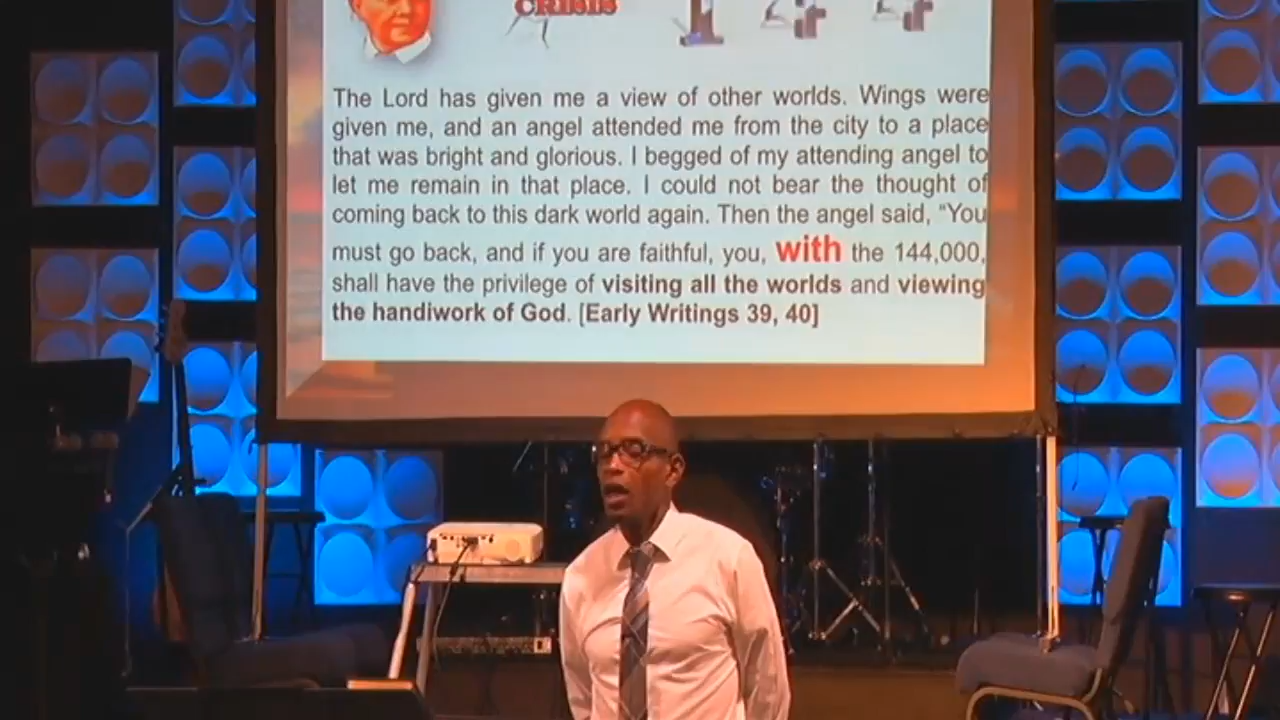 CRISIS
144
The Lord has given me a view of other worlds. Wings were
given me, and an angel attended me from the city to a place
that was bright and glorious. I begged of my attending angel to
let me remain in that place. I could not bear the thought of
coming back to this dark world again. Then the angel said, “You
must go back, and if you are faithful, you, with the 144,000,
shall have the privilege of visiting all the worlds and viewing
the handiwork of God. [Early Writings 39, 40]